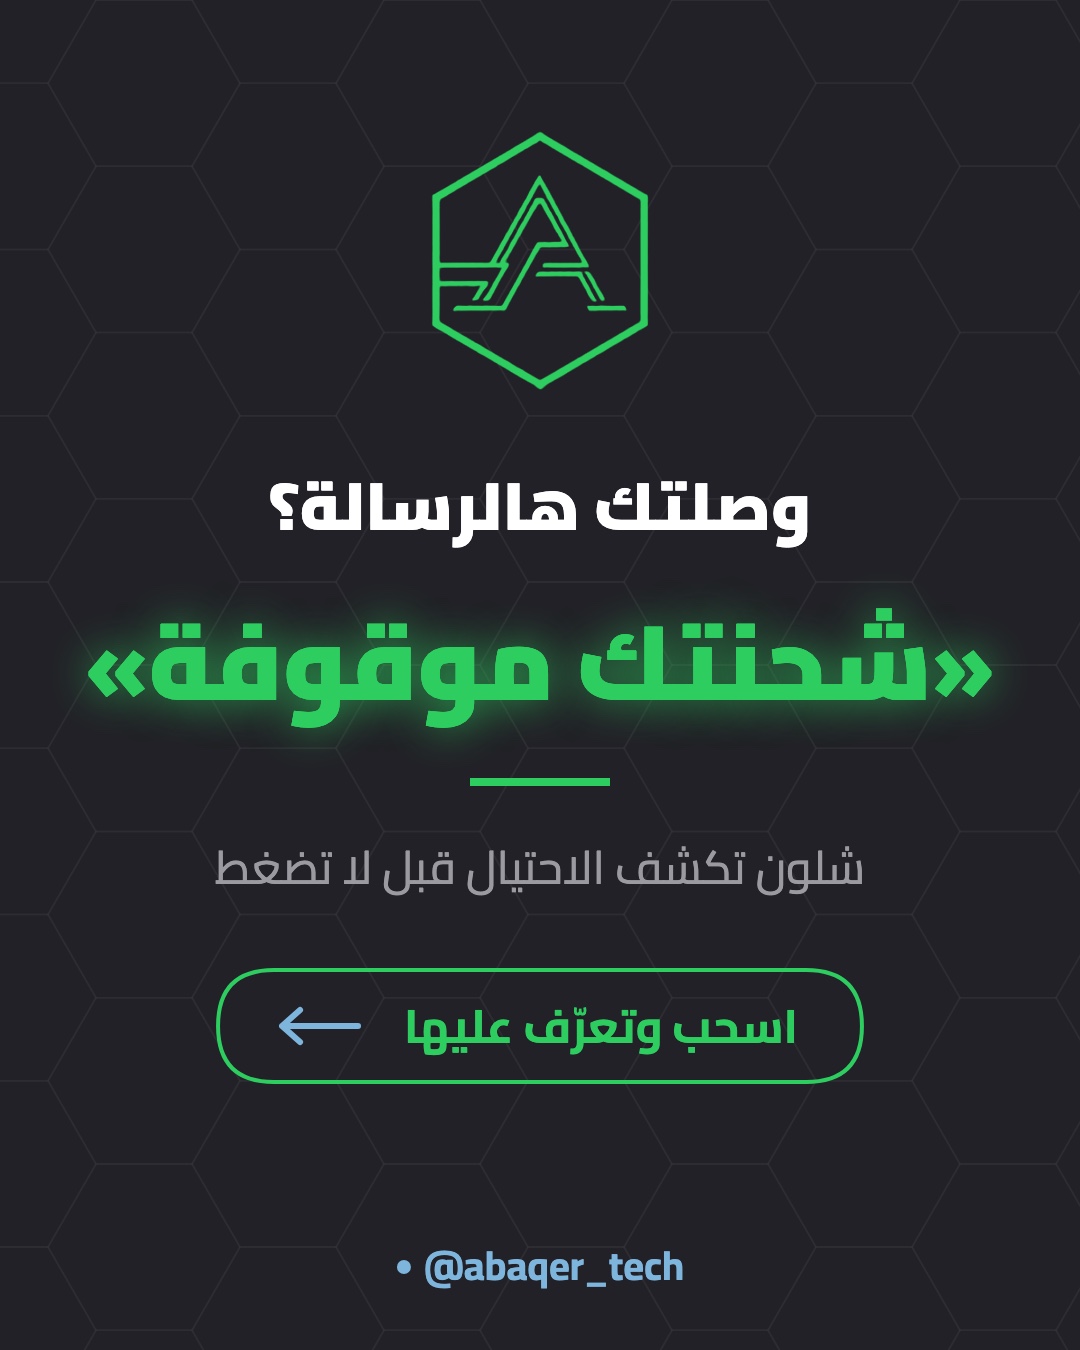 وصلتك هالرسالة؟
«شحنتك موقوفة»
شلون تكشف الاحتيال قبل لا تضغط
اسحب وتعرّف عليها ←
• @abaqer_tech